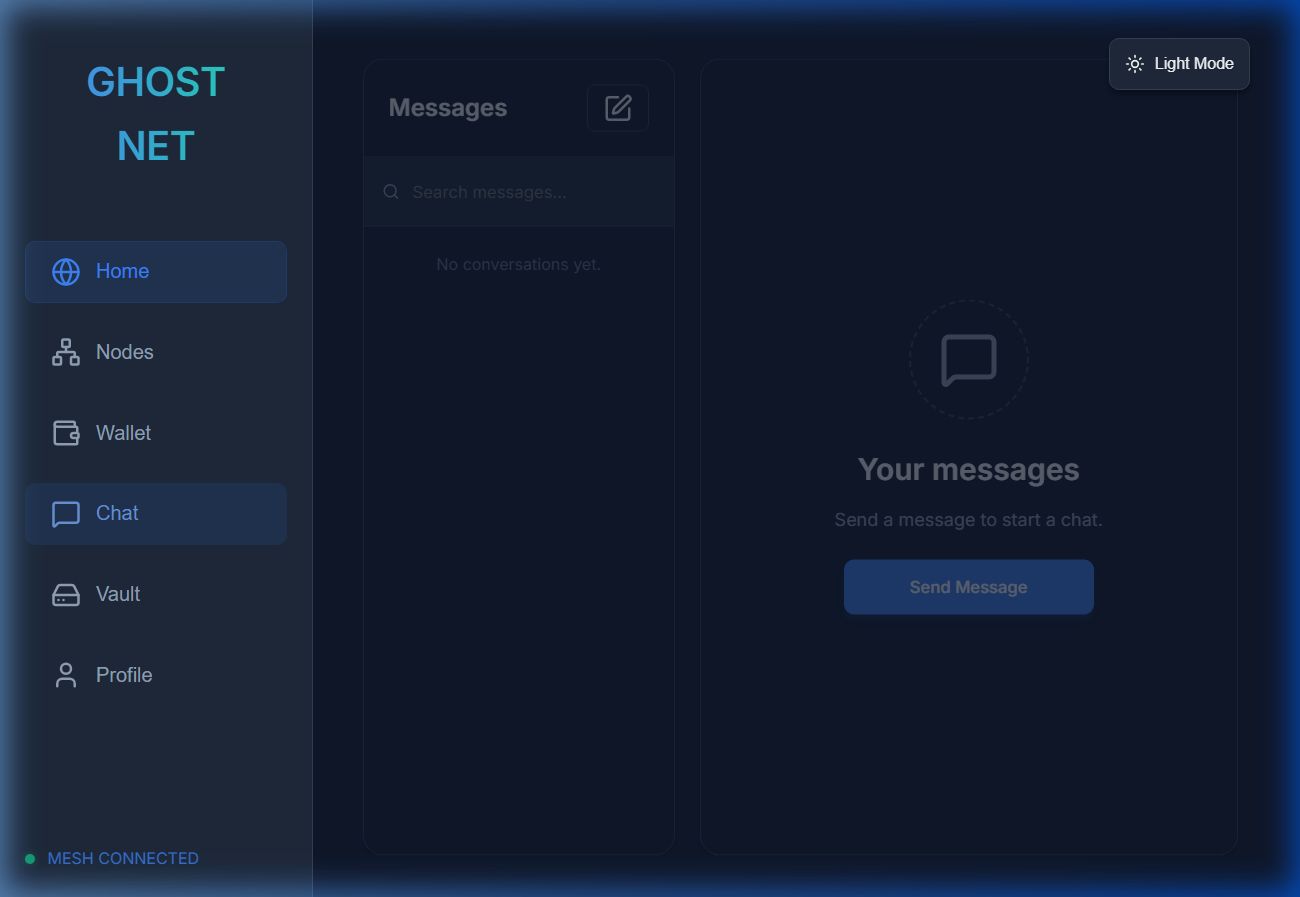 GHOST
NET
Home
Nodes
Wallet
Chat
Vault
Profile
MESH CONNECTED
Messages
Search messages...
No conversations yet.
Light Mode
Your messages
Send a message to start a chat.
Send Message